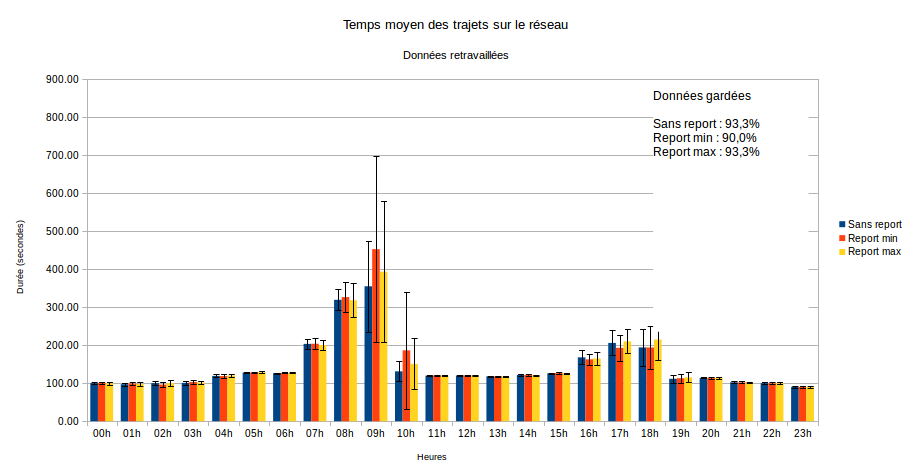 Temps moyen des trajets sur le réseau
Données retravaillées
900.00
800.00
700.00
600.00
500.00
400.00
300.00
200.00
100.00
0.00
Durée (secondes)
Données gardées
Sans report : 93,3%
Report min : 90,0%
Report max : 93,3%
Sans report
Report min
Report max
00h 01h 02h 03h 04h 05h 06h 07h 08h 09h 10h 11h 12h 13h 14h 15h 16h 17h 18h 19h 20h 21h 22h 23h
Heures